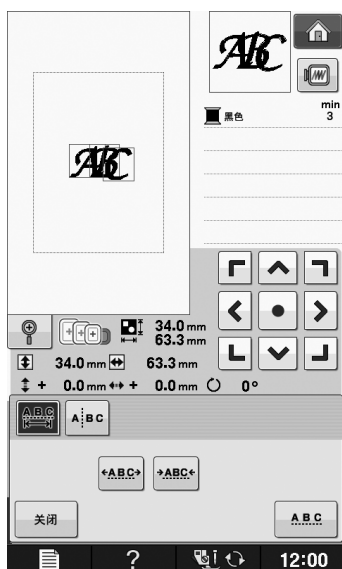 ABC
黑色
min
3
ABC
34.0 mm
63.3 mm
34.0 mm 63.3 mm
+ 0.0 mm + 0.0 mm 0°
ABC
A BC
ABC
ABC
关闭
ABC
?
12:00